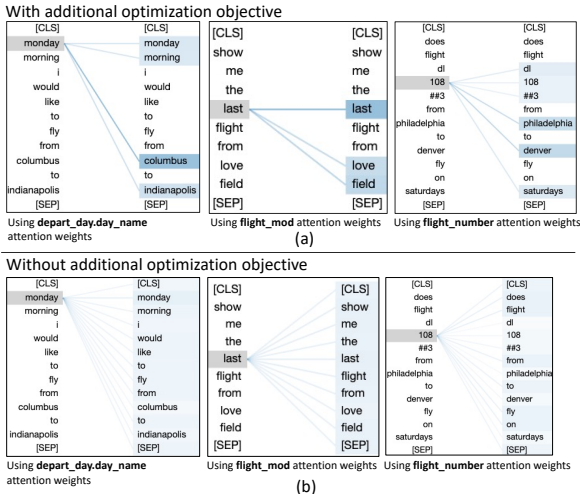 With additional optimization objective
[CLS] [CLS]
monday monday
morning morning
i i
would would
like like
to to
fly fly
from from
columbus columbus
to to
indianapolis indianapolis
[SEP] [SEP]
Using depart_day.day_name
attention weights
[CLS] [CLS]
show show
me me
the the
last last
flight flight
from from
love love
field field
[SEP] [SEP]
Using flight_mod attention weights
[CLS] [CLS]
does does
flight flight
dl dl
108 108
##3 ##3
from from
philadelphia philadelphia
to to
denver denver
fly fly
on on
saturdays saturdays
[SEP] [SEP]
Using flight_number attention weights
(a)
Without additional optimization objective
[CLS] [CLS]
monday monday
morning morning
i i
would would
like like
to to
fly fly
from from
columbus columbus
to to
indianapolis indianapolis
[SEP] [SEP]
Using depart_day.day_name
attention weights
[CLS] [CLS]
show show
me me
the the
last last
flight flight
from from
love love
field field
[SEP] [SEP]
Using flight_mod attention weights
[CLS] [CLS]
does does
flight flight
dl dl
108 108
##3 ##3
from from
philadelphia philadelphia
to to
denver denver
fly fly
on on
saturdays saturdays
[SEP] [SEP]
Using flight_number attention weights
(b)